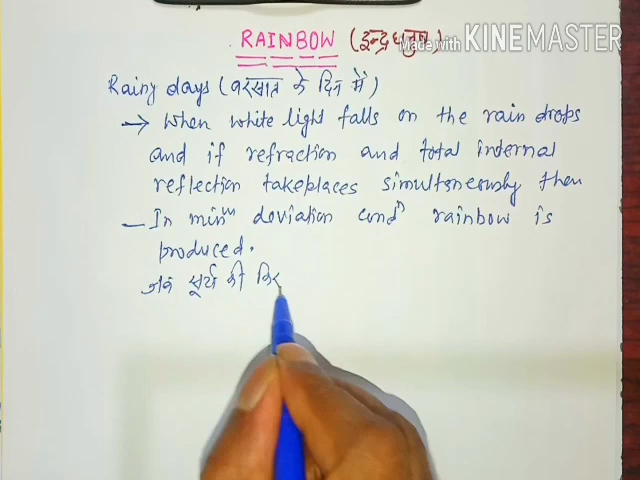 RAINBOW (इन्द्रधनुष)
Made with KINEMASTER
Rainy days (बरसात के दिन में)
→ When white light falls on the rain drops
and if refraction and total internal
reflection takeplaces simultoneously then
– In minᵐ deviation condⁿ rainbow is
produced.
जब सूर्य की किर